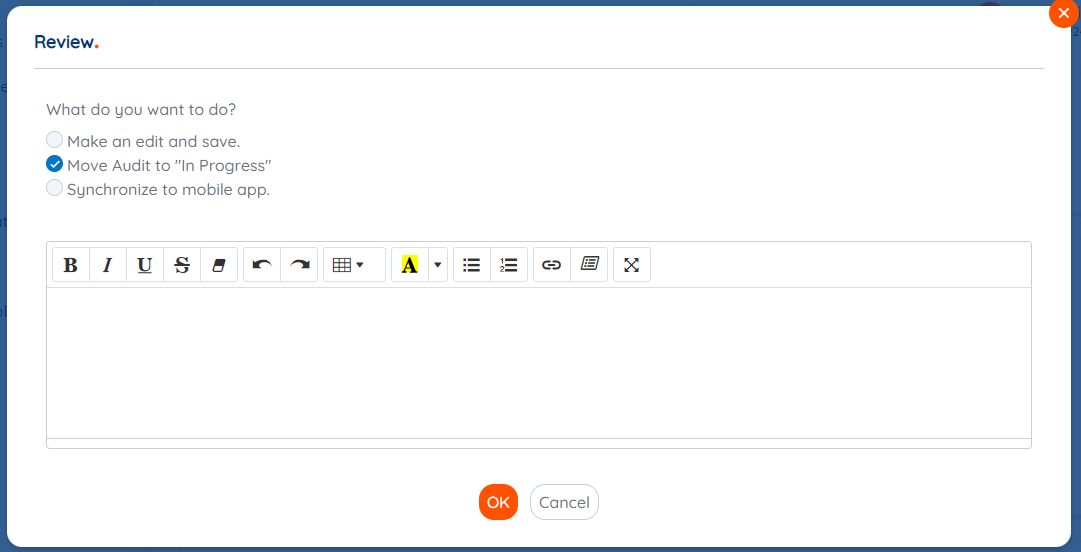 Review.
What do you want to do?
Make an edit and save.
Move Audit to "In Progress"
Synchronize to mobile app.
B I U S A
OK Cancel